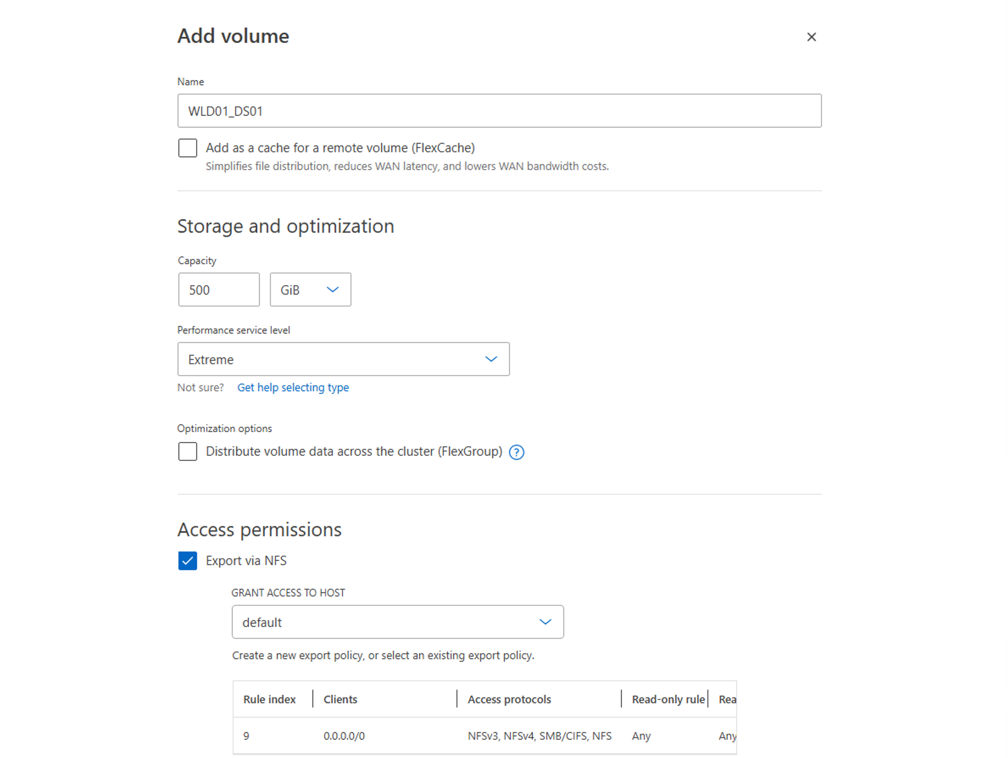 Add volume
Name
WLD01_DS01
Add as a cache for a remote volume (FlexCache)
Simplifies file distribution, reduces WAN latency, and lowers WAN bandwidth costs.
Storage and optimization
Capacity
500 GiB
Performance service level
Extreme
Not sure? Get help selecting type
Optimization options
Distribute volume data across the cluster (FlexGroup) ?
Access permissions
Export via NFS
GRANT ACCESS TO HOST
default
Create a new export policy, or select an existing export policy.
Rule index Clients Access protocols Read-only rule Rea
9 0.0.0.0/0 NFSv3, NFSv4, SMB/CIFS, NFS Any Any